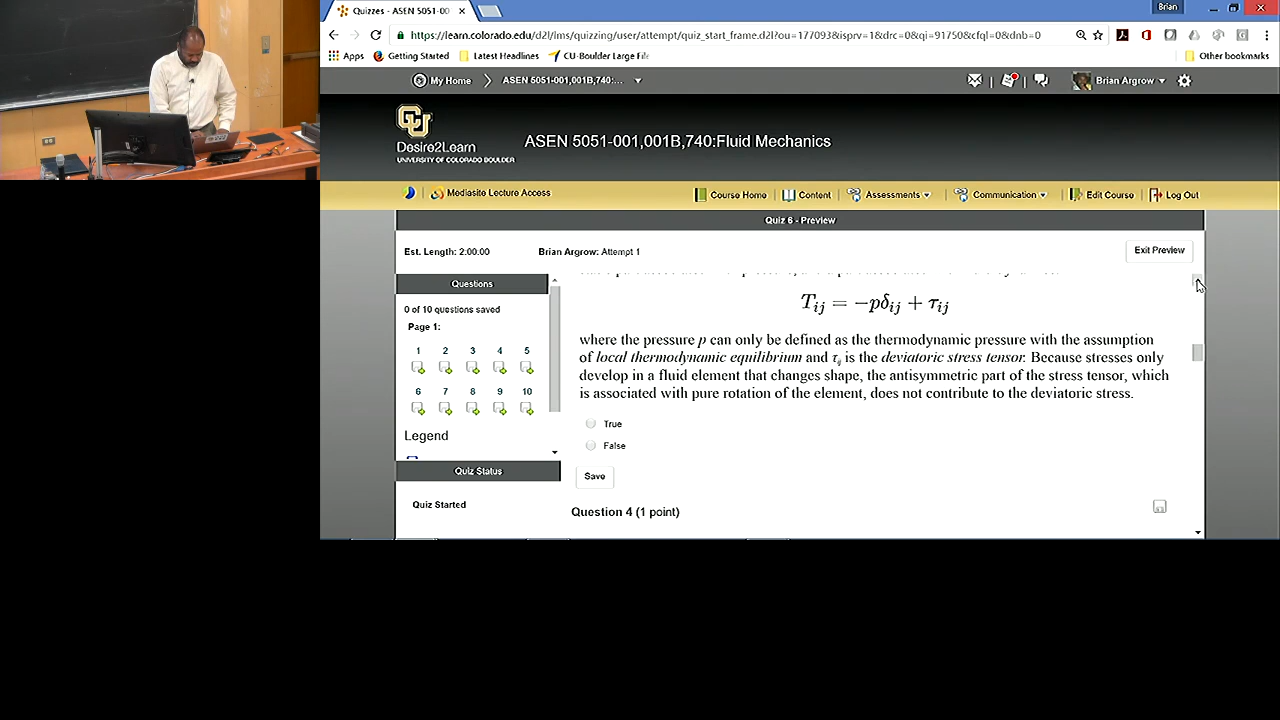 Quizzes - ASEN 5051-00
Brian
https://learn.colorado.edu/d2l/lms/quizzing/user/attempt/quiz_start_frame.d2l?ou=177093&isprv=1&drc=0&qi=91750&cfql=0&dnb=0
Apps Getting Started Latest Headlines CU-Boulder Large File Other bookmarks
My Home ASEN 5051-001,001B,740:... Brian Argrow
CU
Desire2Learn
UNIVERSITY OF COLORADO BOULDER
ASEN 5051-001,001B,740:Fluid Mechanics
Mediasite Lecture Access Course Home Content Assessments Communication Edit Course Log Out
Quiz 6 - Preview
Est. Length: 2:00:00 Brian Argrow: Attempt 1 Exit Preview
Questions
0 of 10 questions saved
Page 1:
1 2 3 4 5
6 7 8 9 10
Legend
Quiz Status
Quiz Started
T_{ij} = -pδ_{ij} + τ_{ij}
where the pressure p can only be defined as the thermodynamic pressure with the assumption
of local thermodynamic equilibrium and τ_{ij} is the deviatoric stress tensor. Because stresses only
develop in a fluid element that changes shape, the antisymmetric part of the stress tensor, which
is associated with pure rotation of the element, does not contribute to the deviatoric stress.
True
False
Save
Question 4 (1 point)